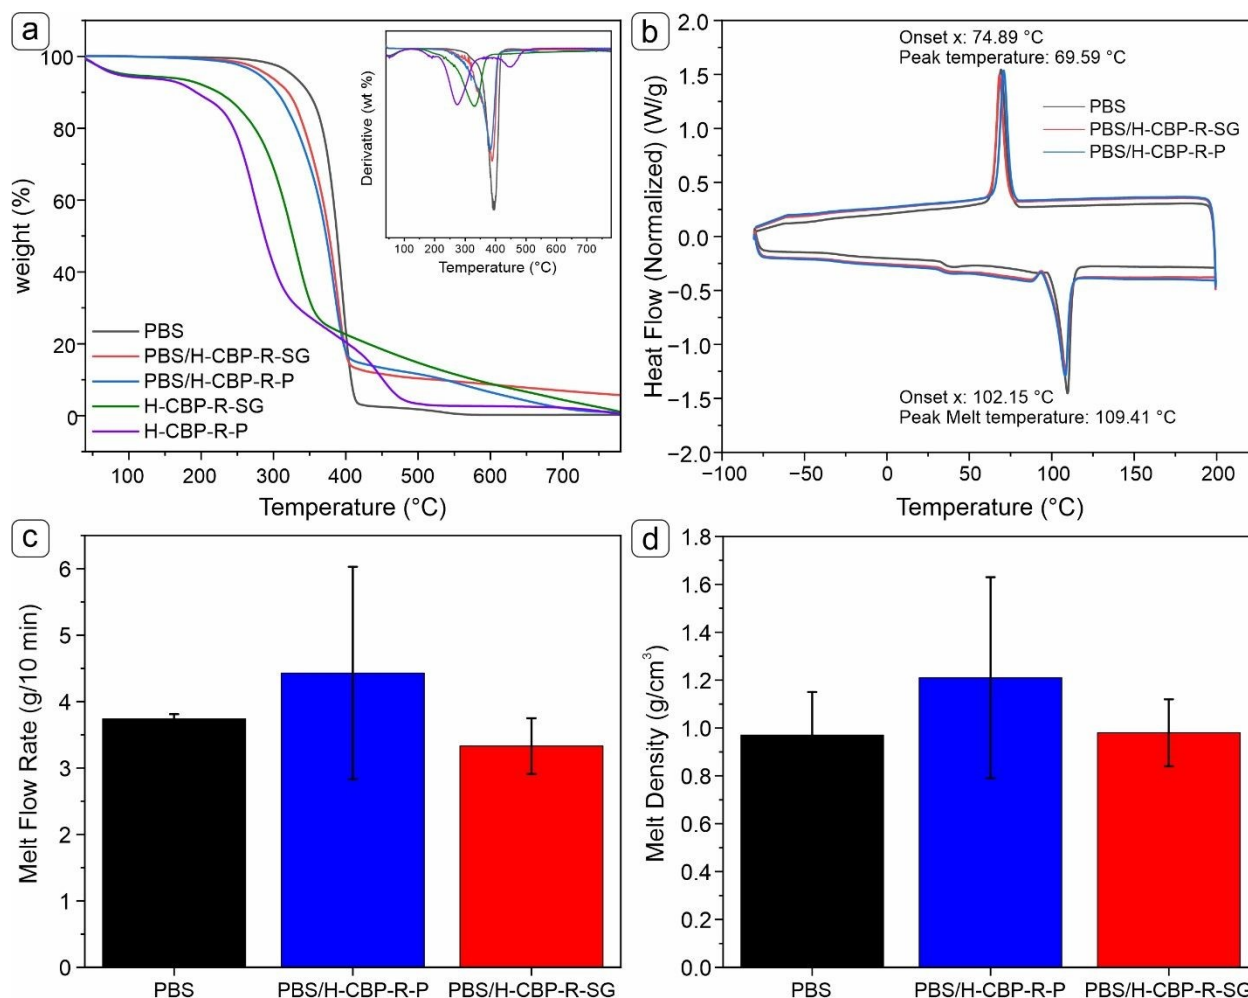 a
weight (%)
100
80
60
40
20
0
PBS
PBS/H-CBP-R-SG
PBS/H-CBP-R-P
H-CBP-R-SG
H-CBP-R-P
100 200 300 400 500 600 700
Temperature (°C)
Derivative (wt %)
100 200 300 400 500 600 700
Temperature (°C)
b
Heat Flow (Normalized) (W/g)
2.0
1.5
1.0
0.5
0.0
−0.5
−1.0
−1.5
−2.0
Onset x: 74.89 °C
Peak temperature: 69.59 °C
PBS
PBS/H-CBP-R-SG
PBS/H-CBP-R-P
Onset x: 102.15 °C
Peak Melt temperature: 109.41 °C
−100 −50 0 50 100 150 200
Temperature (°C)
c
Melt Flow Rate (g/10 min)
6
5
4
3
2
1
0
PBS PBS/H-CBP-R-P PBS/H-CBP-R-SG
d
Melt Density (g/cm³)
1.8
1.6
1.4
1.2
1.0
0.8
0.6
0.4
0.2
0.0
PBS PBS/H-CBP-R-P PBS/H-CBP-R-SG